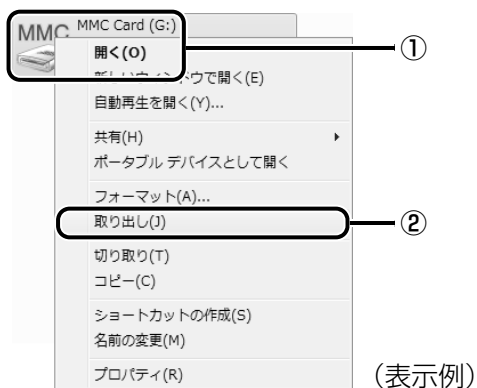 MMC
MMC Card (G:)
開く(O)
新しいウィンドウで開く(E)
自動再生を開く(Y)...
共有(H)
ポータブル デバイスとして開く
フォーマット(A)...
取り出し(J)
切り取り(T)
コピー(C)
ショートカットの作成(S)
名前の変更(M)
プロパティ(R)
①
②
(表示例)